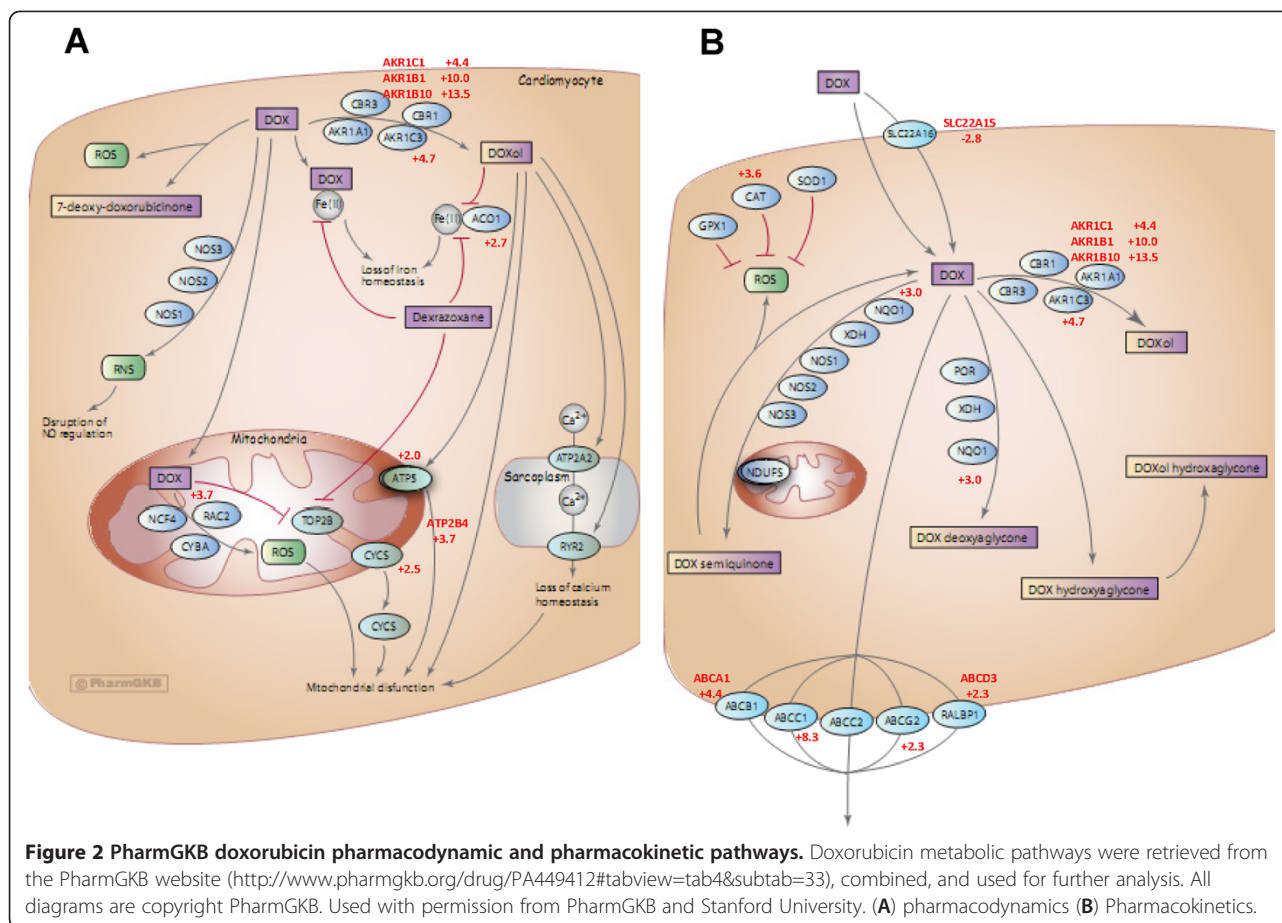 A
AKR1C1 +4.4
AKR1B1 +10.0
AKR1B10 +13.5
Cardiomyocyte
CBR3
CBR1
DOX
AKR1A1
AKR1C3
+4.7
ROS
DOXol
DOX
7-deoxy-doxorubicinone
Fe(II)
Fe(II)
ACO1
+2.7
NOS3
NOS2
NOS1
Loss of Iron
homeostasis
Dexrazoxane
RNS
Disruption of
NO regulation
Mitochondria
Ca2+
+2.0
ATP5
ATP2A2
DOX
+3.7
Sarcoplasm
Ca2+
NCF4
RAC2
TOP2B
ATP2B4
+3.7
CYBA
ROS
CYCS
+2.5
RYR2
Loss of calcium
homeostasis
CYCS
© PharmGKB
Mitochondrial disfunction
B
DOX
SLC22A16
SLC22A15
-2.8
+3.6
CAT
SOD1
GPX1
ROS
AKR1C1 +4.4
AKR1B1 +10.0
AKR1B10 +13.5
DOX
CBR1
AKR1A1
CBR3
AKR1C3
+4.7
+3.0
NQO1
XDH
NOS1
NOS2
NOS3
DOXol
POR
XDH
NQO1
+3.0
NDUFS
DOXol hydroxaglycone
DOX deoxyaglycone
DOX semiquinone
DOX hydroxyaglycone
ABCA1
+4.4
ABCD3
+2.3
ABCB1
ABCC1
ABCC2
ABCG2
RALBP1
+8.3
+2.3
Figure 2 PharmGKB doxorubicin pharmacodynamic and pharmacokinetic pathways. Doxorubicin metabolic pathways were retrieved from
the PharmGKB website (http://www.pharmgkb.org/drug/PA449412#tabview=tab4&subtab=33), combined, and used for further analysis. All
diagrams are copyright PharmGKB. Used with permission from PharmGKB and Stanford University. (A) pharmacodynamics (B) Pharmacokinetics.